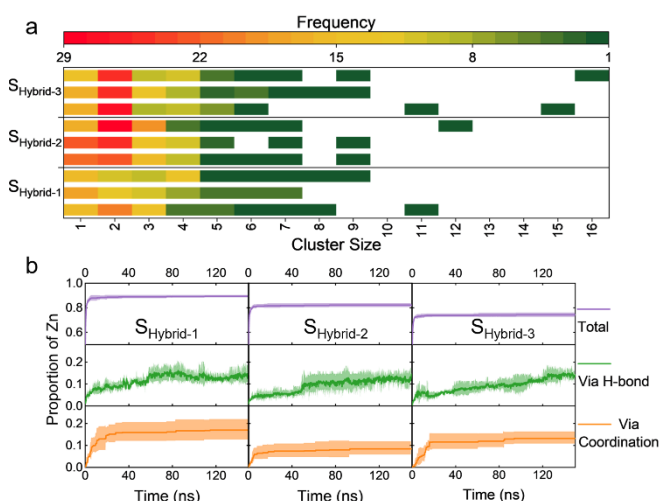 a
Frequency
29 22 15 8 1
SHybrid-3
SHybrid-2
SHybrid-1
1 2 3 4 5 6 7 8 9 10 11 12 13 14 15 16
Cluster Size
b
0 40 80 120 0 40 80 120 0 40 80 120
1.0
0.8
0.6
SHybrid-1 SHybrid-2 SHybrid-3
Total
0.2
0.1
0.0
Via H-bond
0.2
0.1
0.0
Via
Coordination
Proportion of Zn
0 40 80 120 0 40 80 120 0 40 80 120
Time (ns) Time (ns) Time (ns)